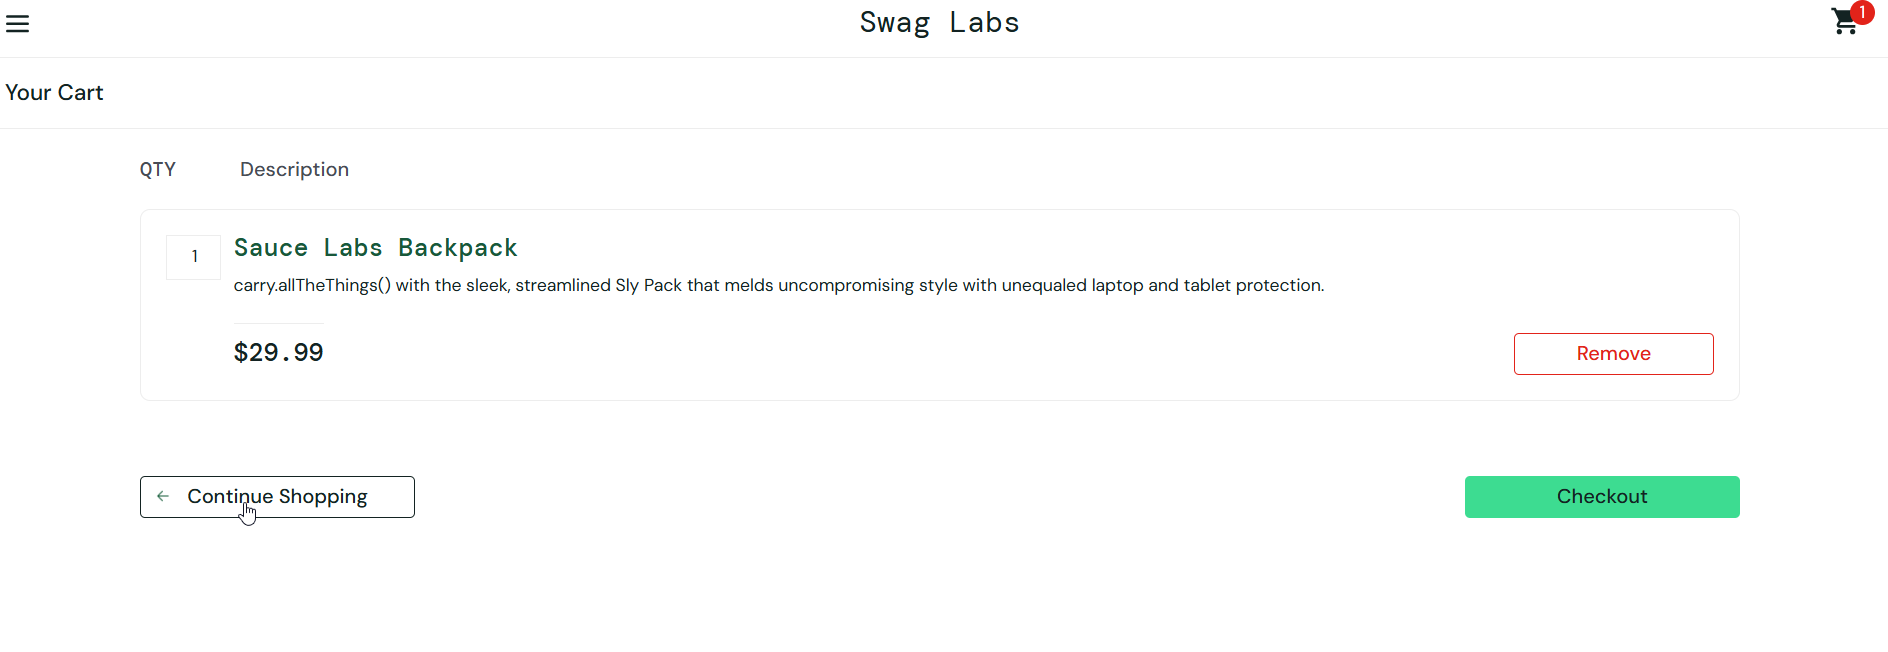 Swag Labs
1
Your Cart
QTY Description
1
Sauce Labs Backpack
carry.allTheThings() with the sleek, streamlined Sly Pack that melds uncompromising style with unequaled laptop and tablet protection.
$29.99
Remove
Continue Shopping
Checkout